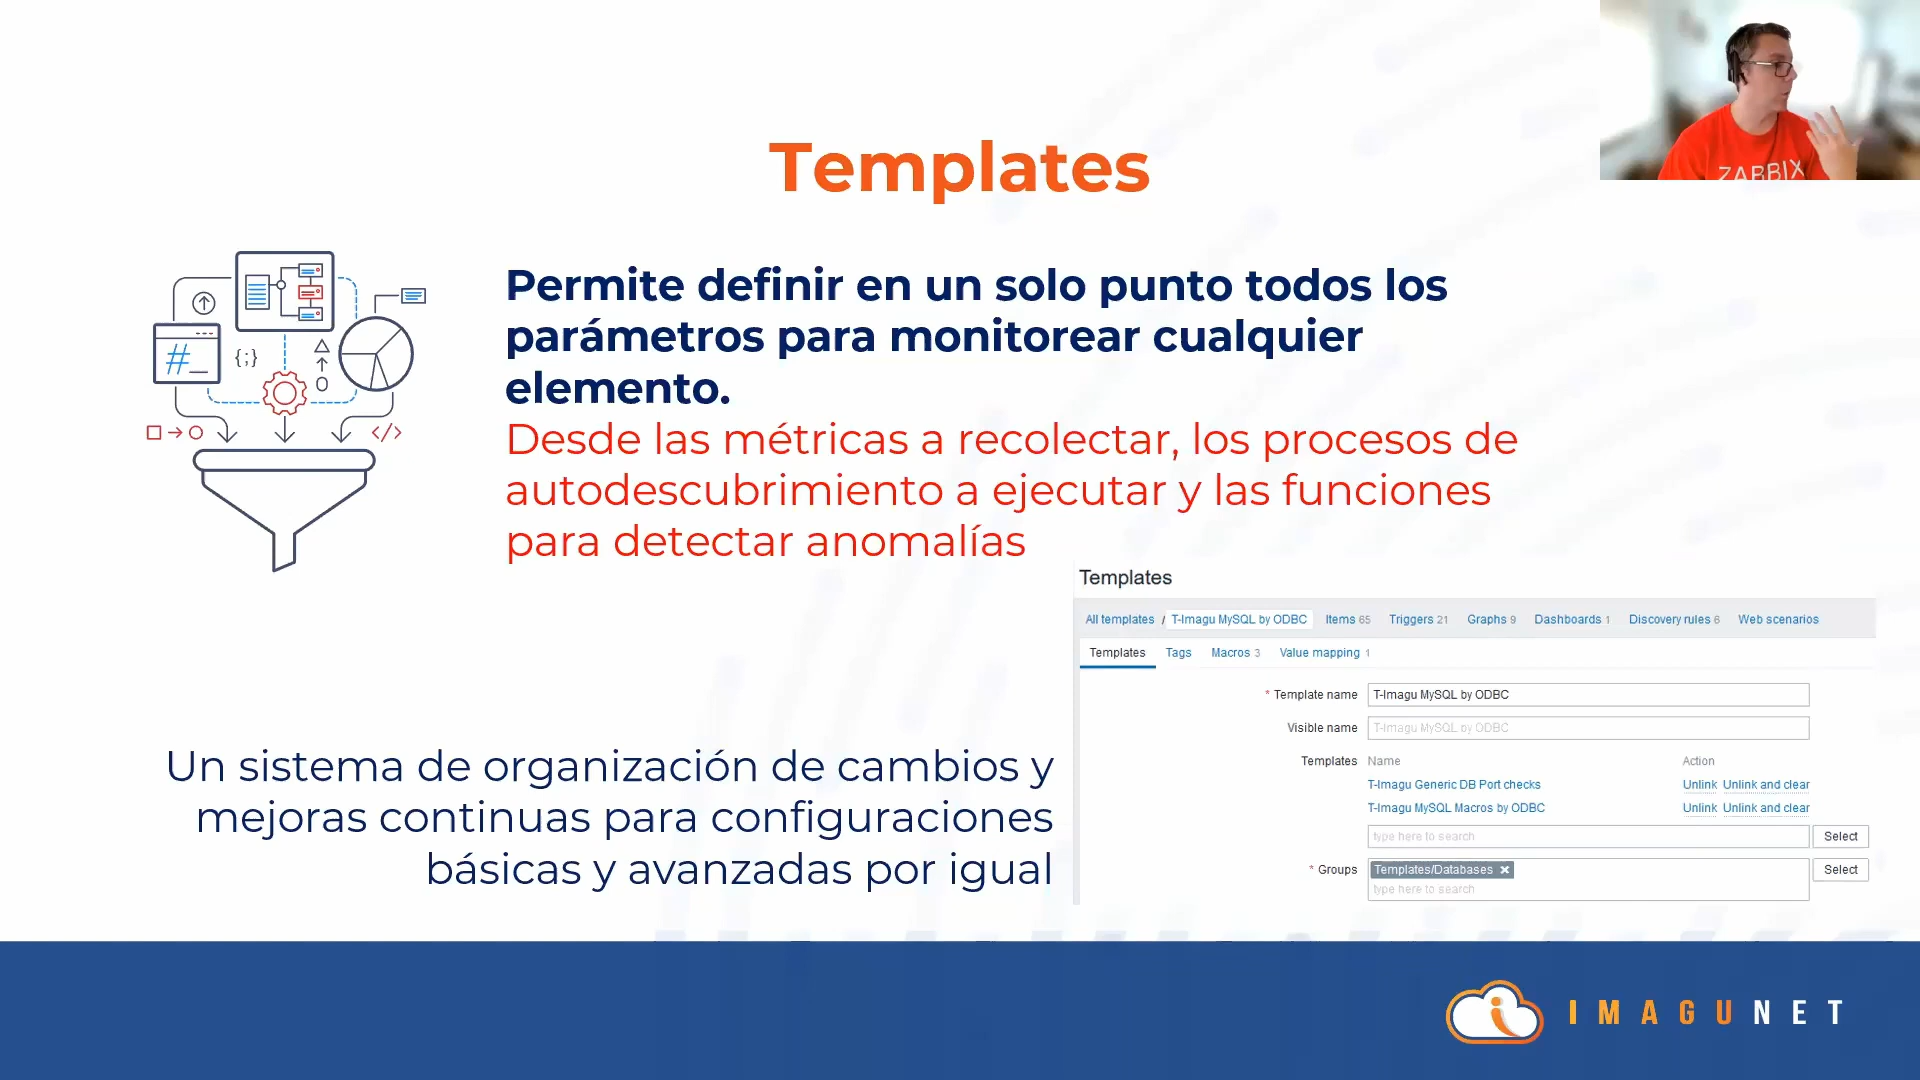 ZABBIX
Templates
Permite definir en un solo punto todos los
parámetros para monitorear cualquier
elemento.
Desde las métricas a recolectar, los procesos de
autodescubrimiento a ejecutar y las funciones
para detectar anomalías
#_
{;}
</>
Un sistema de organización de cambios y
mejoras continuas para configuraciones
básicas y avanzadas por igual
Templates
All templates / T-Imagu MySQL by ODBC Items 65 Triggers 21 Graphs 9 Dashboards 1 Discovery rules 6 Web scenarios
Templates Tags Macros 3 Value mapping 1
* Template name T-Imagu MySQL by ODBC
Visible name T-Imagu MySQL by ODBC
Templates Name Action
T-Imagu Generic DB Port checks Unlink Unlink and clear
T-Imagu MySQL Macros by ODBC Unlink Unlink and clear
type here to search Select
* Groups Templates/Databases × Select
type here to search
IMAGUNET